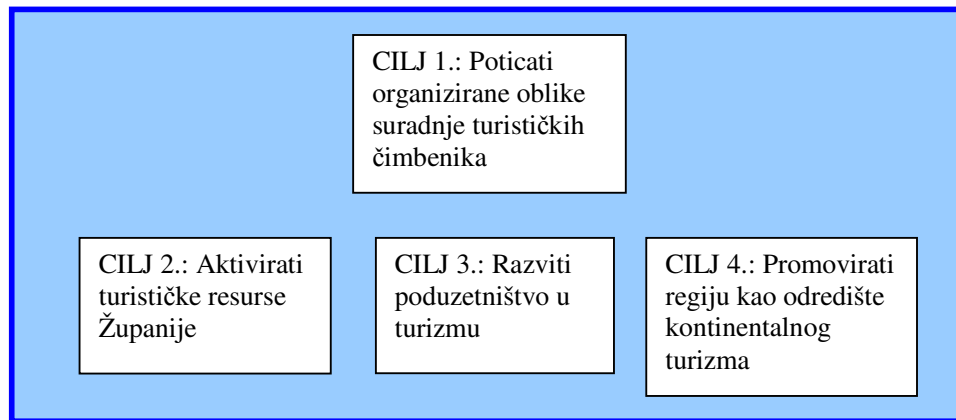 CILJ 1.: Poticati
organizirane oblike
suradnje turističkih
čimbenika
CILJ 2.: Aktivirati
turističke resurse
Županije
CILJ 3.: Razviti
poduzetništvo u
turizmu
CILJ 4.: Promovirati
regiju kao odredište
kontinentalnog
turizma